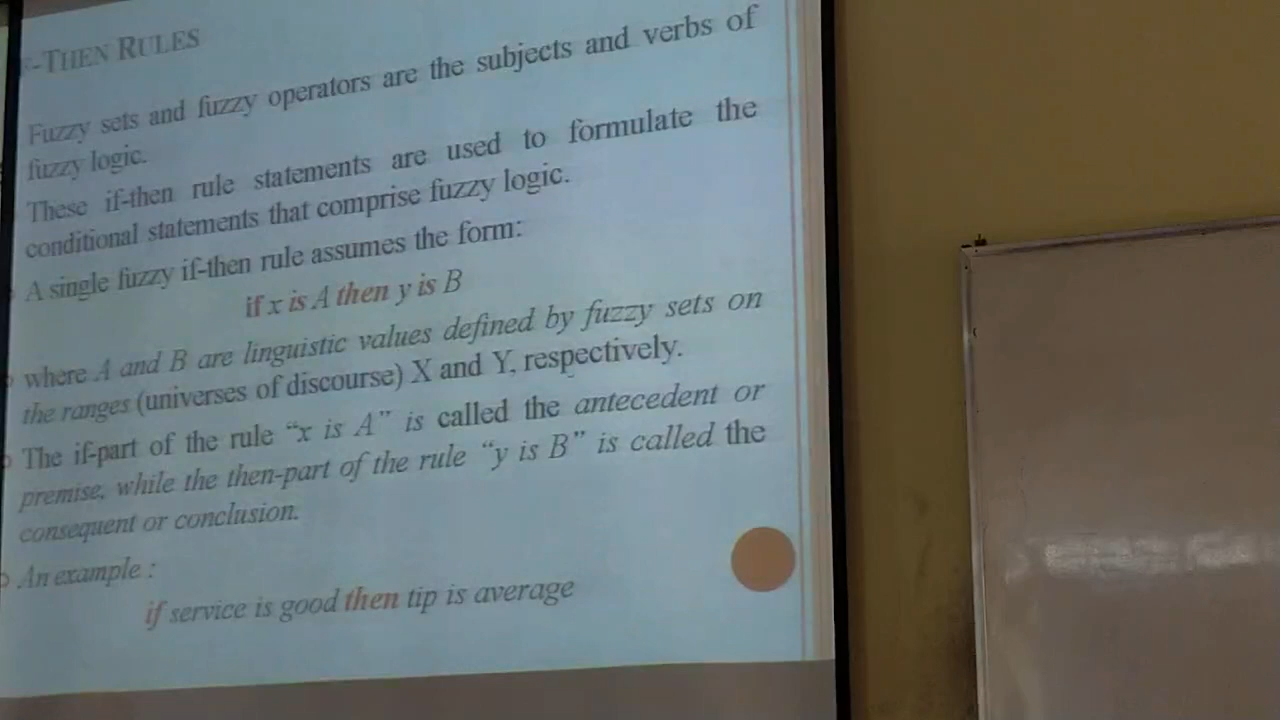 -THEN RULES
Fuzzy sets and fuzzy operators are the subjects and verbs of
fuzzy logic.
These if-then rule statements are used to formulate the
conditional statements that comprise fuzzy logic.
A single fuzzy if-then rule assumes the form:
if x is A then y is B
where A and B are linguistic values defined by fuzzy sets on
the ranges (universes of discourse) X and Y, respectively.
The if-part of the rule “x is A” is called the antecedent or
premise, while the then-part of the rule “y is B” is called the
consequent or conclusion.
An example :
if service is good then tip is average